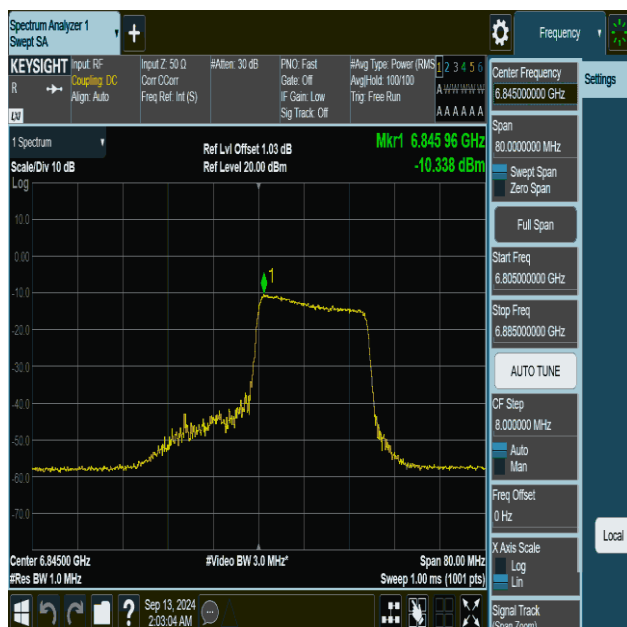 Spectrum Analyzer 1
Swept SA
+
Frequency
KEYSIGHT
R
LXI
Input: RF
Coupling: DC
Align: Auto
Input Z: 50 Ω
Corr CCorr
Freq Ref: Int (S)
#Atten: 30 dB
PNO: Fast
Gate: Off
IF Gain: Low
Sig Track: Off
#Avg Type: Power (RMS
Avg|Hold: 100/100
Trig: Free Run
1 2 3 4 5 6
A W W W W W
A A A A A A
1 Spectrum
Scale/Div 10 dB
Log
Ref Lvl Offset 1.03 dB
Ref Level 20.00 dBm
Mkr1 6.845 96 GHz
-10.338 dBm
10.0
0.00
-10.0
-20.0
-30.0
-40.0
-50.0
-60.0
-70.0
1
Center 6.84500 GHz
#Res BW 1.0 MHz
#Video BW 3.0 MHz*
Span 80.00 MHz
Sweep 1.00 ms (1001 pts)
Center Frequency
6.845000000 GHz
Span
80.0000000 MHz
Swept Span
Zero Span
Full Span
Start Freq
6.805000000 GHz
Stop Freq
6.885000000 GHz
AUTO TUNE
CF Step
8.000000 MHz
Auto
Man
Freq Offset
0 Hz
X Axis Scale
Log
Lin
Signal Track
(Span Zoom)
Settings
Local
?
Sep 13, 2024
2:03:04 AM